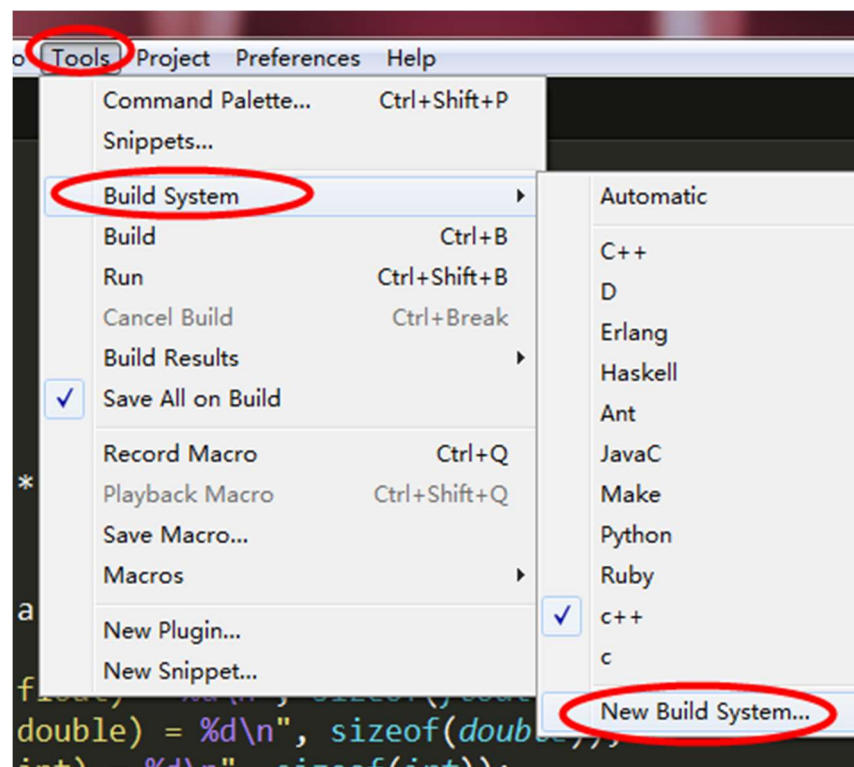 Tools Project Preferences Help
Command Palette... Ctrl+Shift+P
Snippets...
Build System
Build Ctrl+B
Run Ctrl+Shift+B
Cancel Build Ctrl+Break
Build Results
Save All on Build
Record Macro Ctrl+Q
Playback Macro Ctrl+Shift+Q
Save Macro...
Macros
New Plugin...
New Snippet...
Automatic
C++
D
Erlang
Haskell
Ant
JavaC
Make
Python
Ruby
c++
c
New Build System...
*
a
double) = %d\n", sizeof(doub